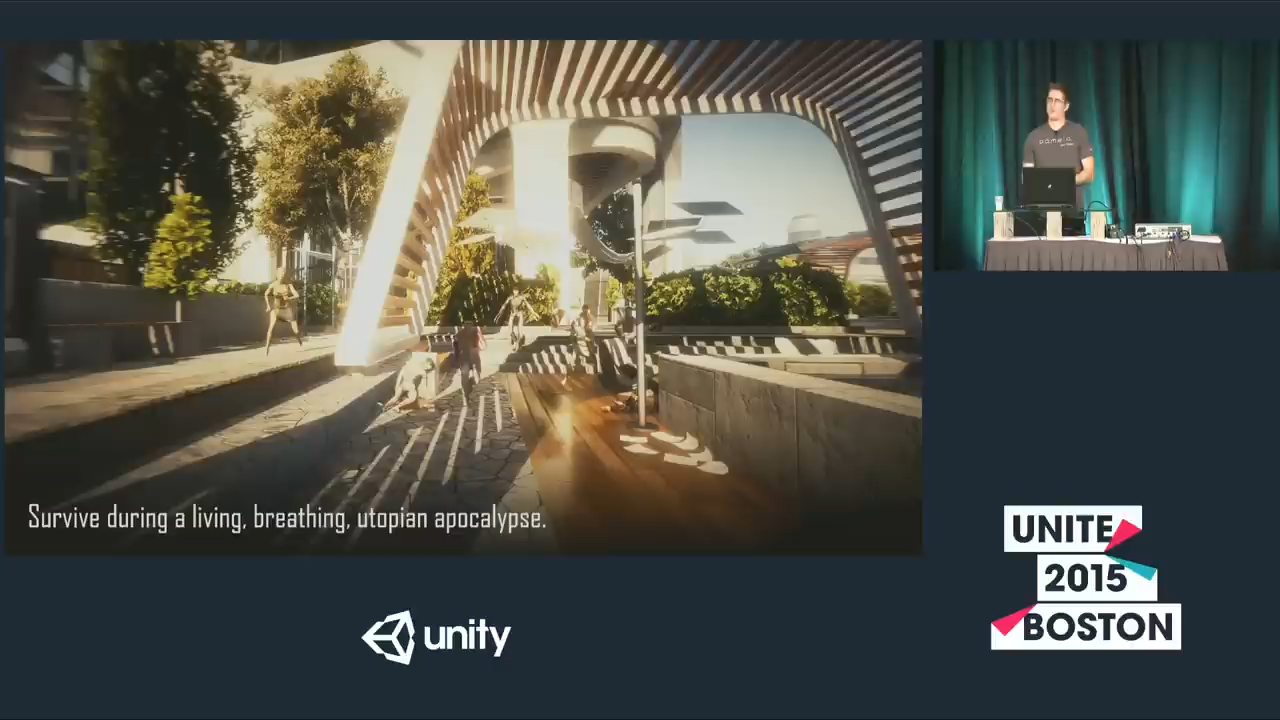 Survive during a living, breathing, utopian apocalypse.
unity
UNITE
2015
BOSTON